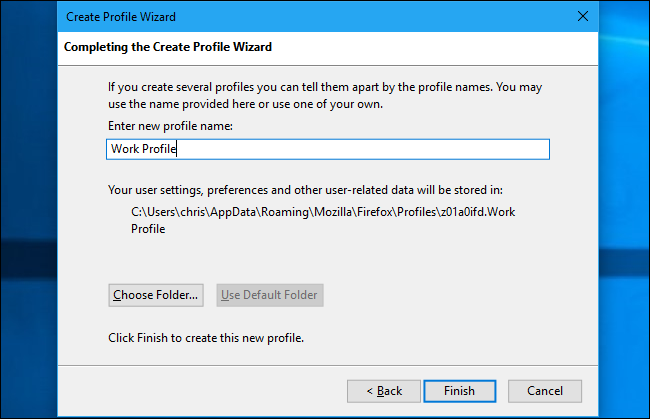 Create Profile Wizard
Completing the Create Profile Wizard
If you create several profiles you can tell them apart by the profile names. You may
use the name provided here or use one of your own.
Enter new profile name:
Work Profile
Your user settings, preferences and other user-related data will be stored in:
C:\Users\chris\AppData\Roaming\Mozilla\Firefox\Profiles\z01a0ifd.Work
Profile
Choose Folder... Use Default Folder
Click Finish to create this new profile.
< Back Finish Cancel